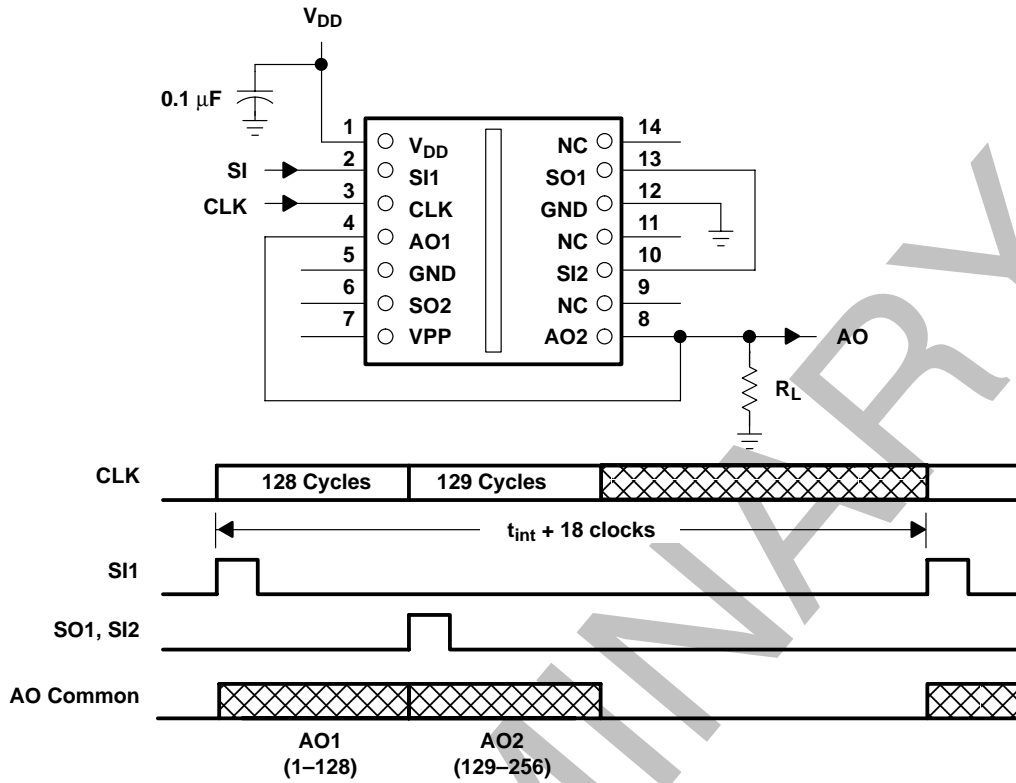 VDD
0.1 μF
1 VDD NC 14
SI 2 SI1 SO1 13
CLK 3 CLK GND 12
4 AO1 NC 11
5 GND SI2 10
6 SO2 NC 9
7 VPP AO2 8 AO
RL
CLK 128 Cycles 129 Cycles
tint + 18 clocks
SI1
SO1, SI2
AO Common
AO1 AO2
(1–128) (129–256)
MINARY